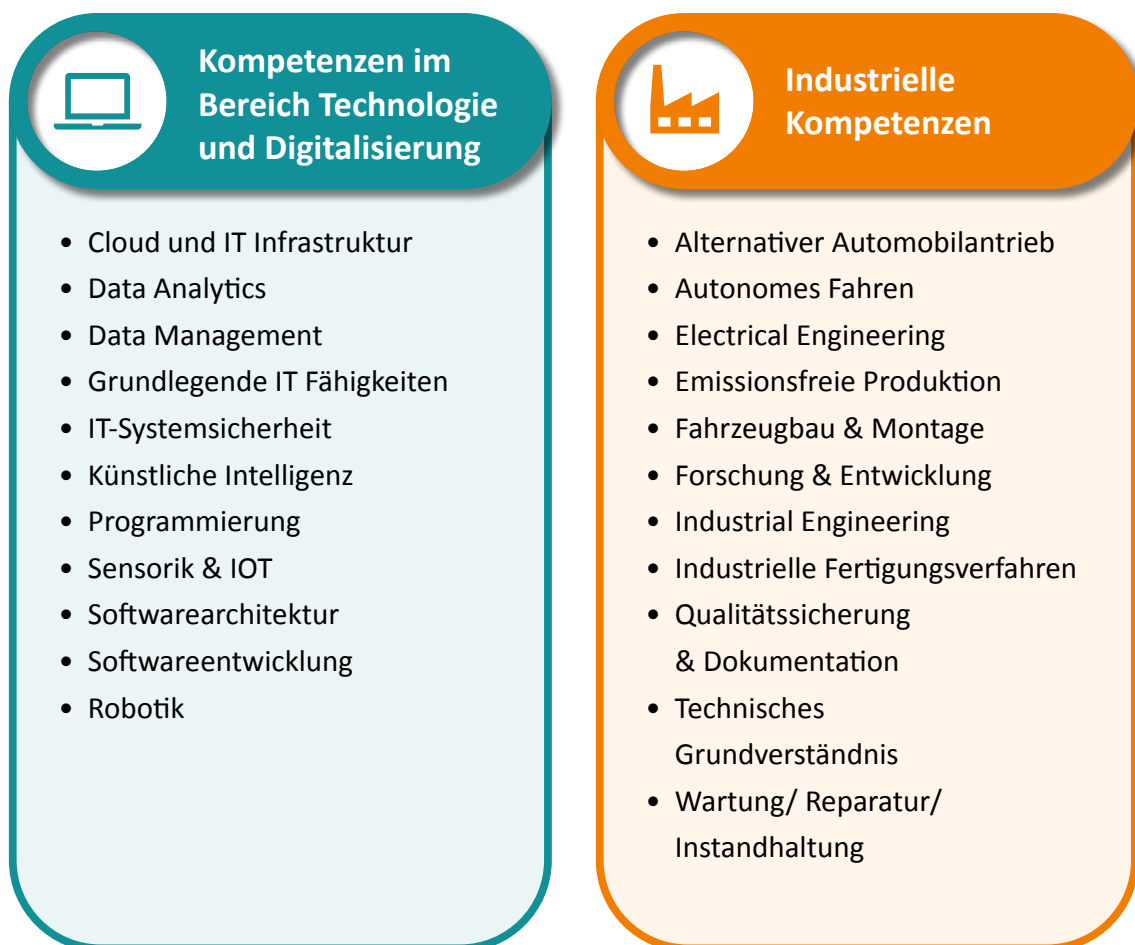 Kompetenzen im
Bereich Technologie
und Digitalisierung
• Cloud und IT Infrastruktur
• Data Analytics
• Data Management
• Grundlegende IT Fähigkeiten
• IT-Systemsicherheit
• Künstliche Intelligenz
• Programmierung
• Sensorik & IOT
• Softwarearchitektur
• Softwareentwicklung
• Robotik
Industrielle
Kompetenzen
• Alternativer Automobilantrieb
• Autonomes Fahren
• Electrical Engineering
• Emissionsfreie Produktion
• Fahrzeugbau & Montage
• Forschung & Entwicklung
• Industrial Engineering
• Industrielle Fertigungsverfahren
• Qualitätssicherung
& Dokumentation
• Technisches
Grundverständnis
• Wartung/ Reparatur/
Instandhaltung